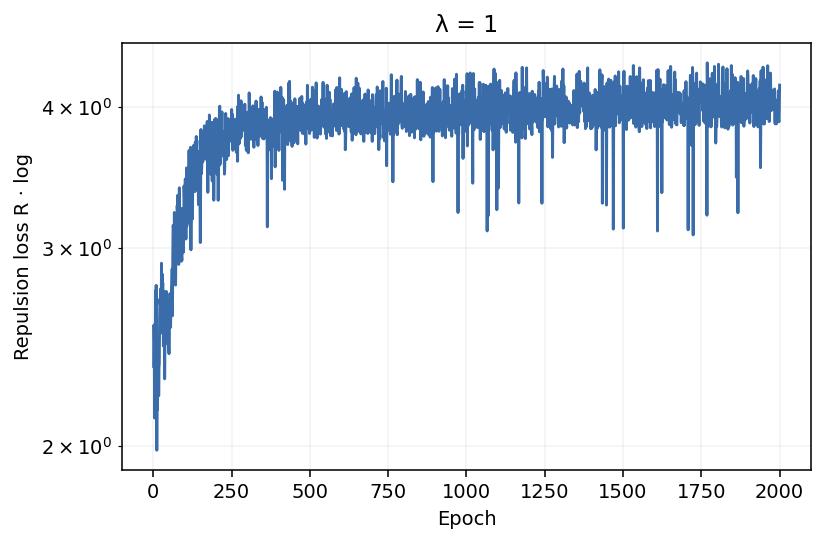 λ = 1
Repulsion loss R · log
4 × 10⁰
3 × 10⁰
2 × 10⁰
0 250 500 750 1000 1250 1500 1750 2000
Epoch